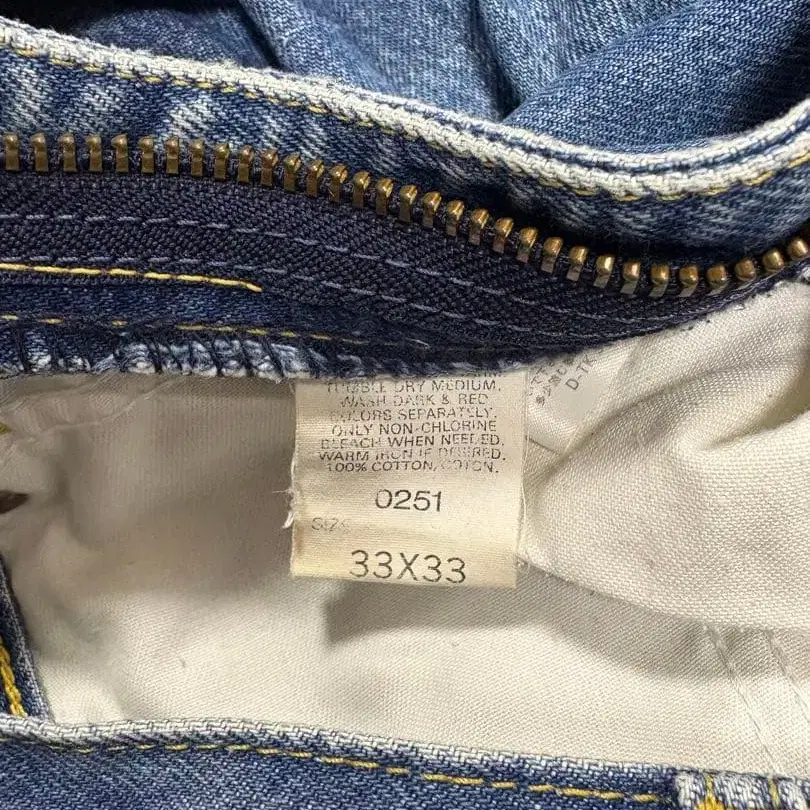 TUMBLE DRY MEDIUM.
WASH DARK & RED
COLORS SEPARATELY.
ONLY NON-CHLORINE
BLEACH WHEN NEEDED.
WARM IRON IF DESIRED.
100% COTTON/COTON.
0251
SIZE
33X33